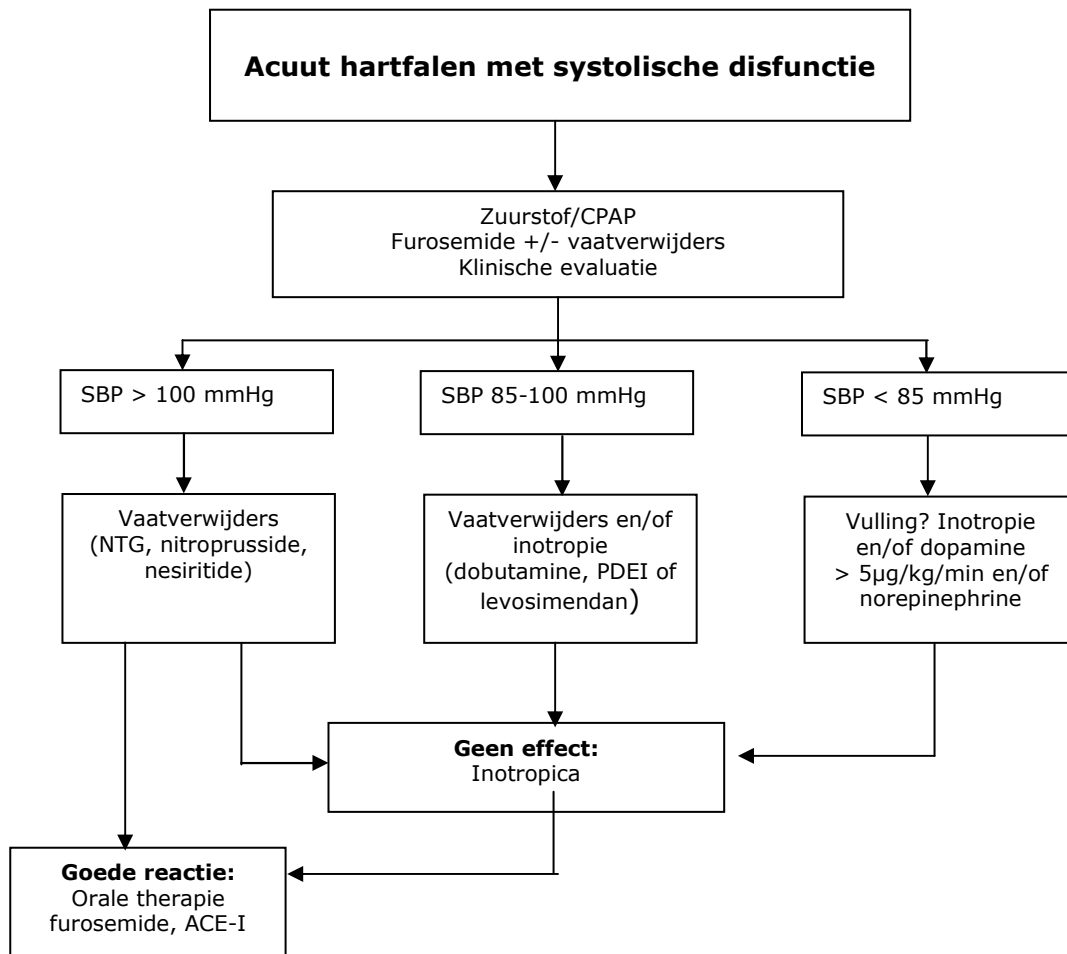 Acuut hartfalen met systolische disfunctie
Zuurstof/CPAP
Furosemide +/- vaatverwijders
Klinische evaluatie
SBP > 100 mmHg
SBP 85-100 mmHg
SBP < 85 mmHg
Vaatverwijders
(NTG, nitroprusside,
nesiritide)
Vaatverwijders en/of
inotropie
(dobutamine, PDEI of
levosimendan)
Vulling? Inotropie
en/of dopamine
> 5µg/kg/min en/of
norepinephrine
Geen effect:
Inotropica
Goede reactie:
Orale therapie
furosemide, ACE-I